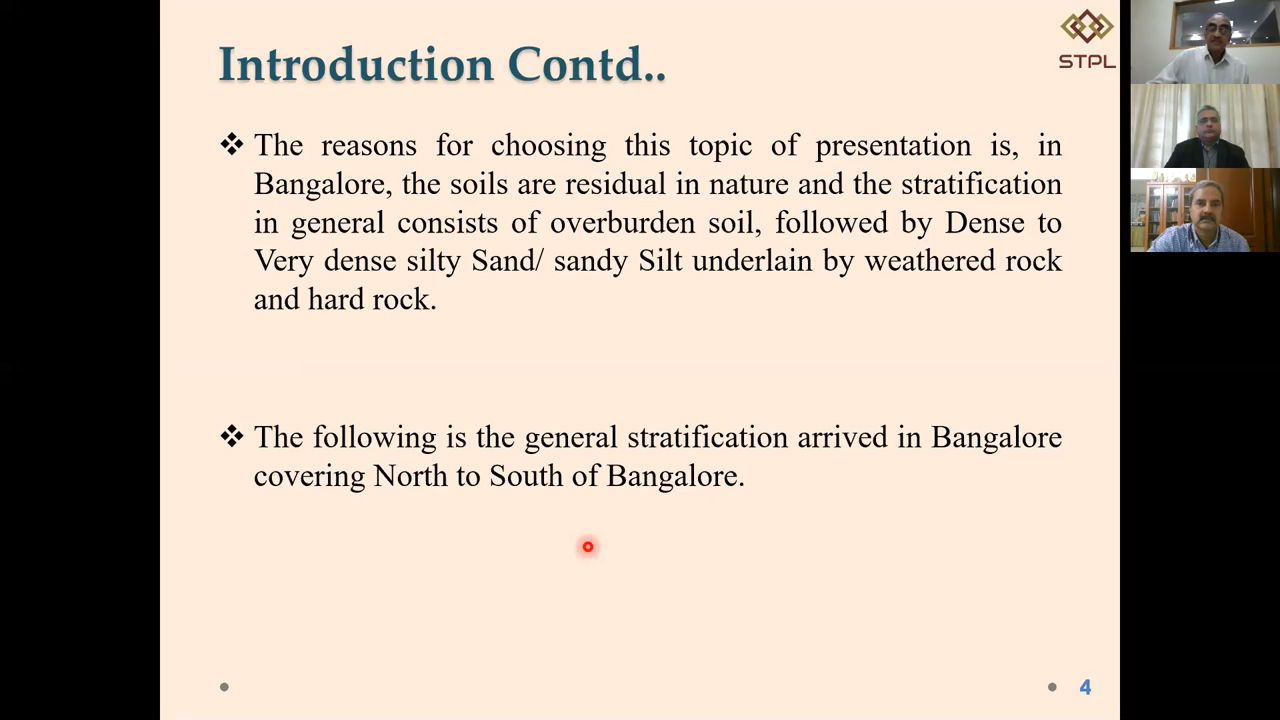 Introduction Contd..
STPL
The reasons for choosing this topic of presentation is, in
Bangalore, the soils are residual in nature and the stratification
in general consists of overburden soil, followed by Dense to
Very dense silty Sand/ sandy Silt underlain by weathered rock
and hard rock.
The following is the general stratification arrived in Bangalore
covering North to South of Bangalore.
4